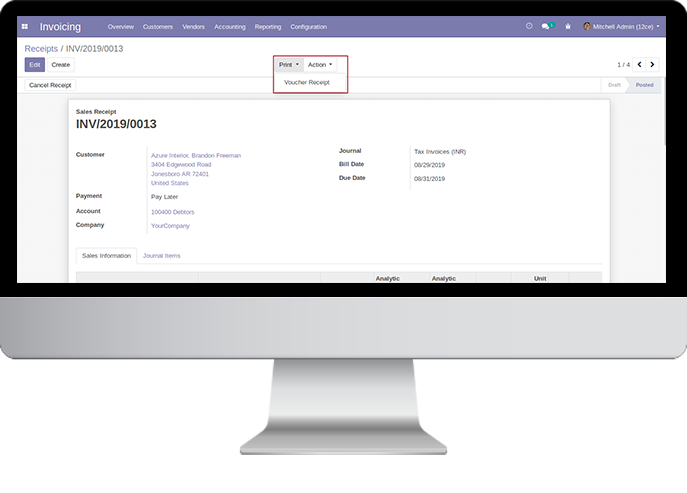 Invoicing Overview Customers Vendors Accounting Reporting Configuration 1 Mitchell Admin (12ce)
Receipts / INV/2019/0013
Edit Create Print Action 1 / 4
Voucher Receipt
Cancel Receipt Draft Posted
Sales Receipt
INV/2019/0013
Customer Azure Interior, Brandon Freeman
3404 Edgewood Road
Jonesboro AR 72401
United States
Payment Pay Later
Account 100400 Debtors
Company YourCompany
Journal Tax Invoices (INR)
Bill Date 08/29/2019
Due Date 08/31/2019
Sales Information Journal Items
Analytic Analytic Unit